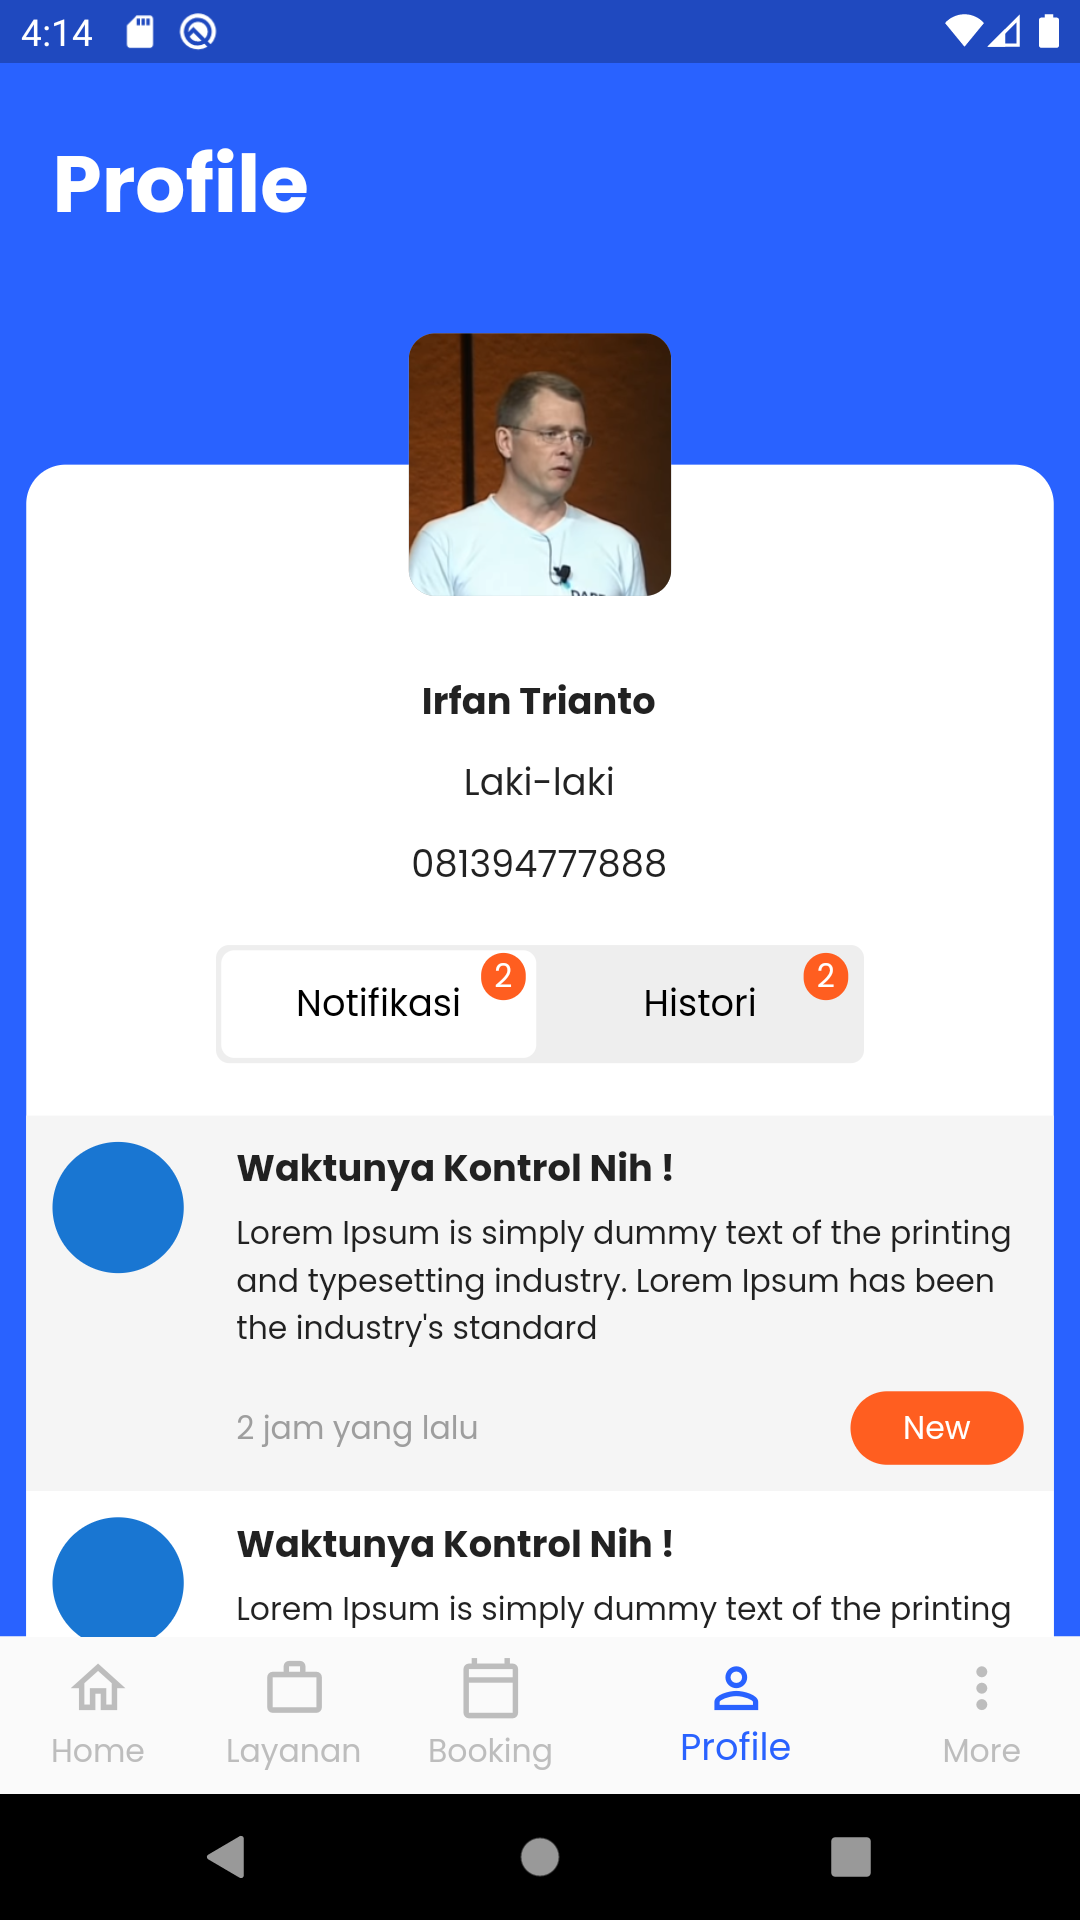 4:14
Profile
Irfan Trianto
Laki-laki
081394777888
Notifikasi 2 Histori 2
Waktunya Kontrol Nih !
Lorem Ipsum is simply dummy text of the printing
and typesetting industry. Lorem Ipsum has been
the industry's standard
2 jam yang lalu New
Waktunya Kontrol Nih !
Lorem Ipsum is simply dummy text of the printing
Home Layanan Booking Profile More